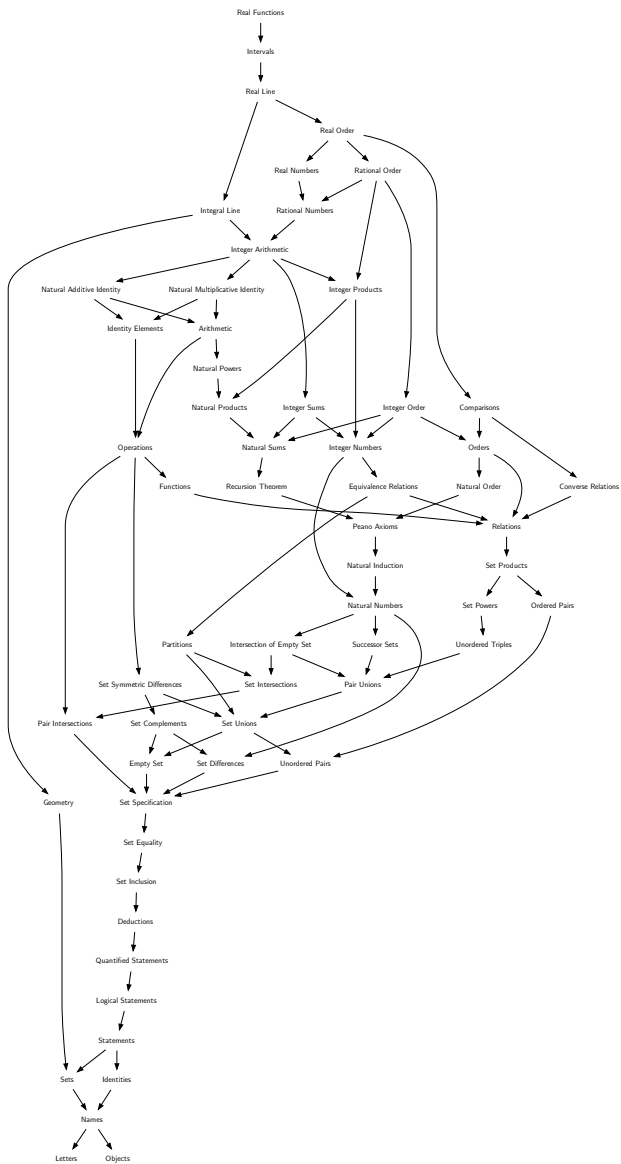 Real Functions
Intervals
Real Line
Real Order
Real Numbers
Rational Order
Integral Line
Rational Numbers
Integer Arithmetic
Natural Additive Identity
Natural Multiplicative Identity
Integer Products
Identity Elements
Arithmetic
Natural Powers
Natural Products
Integer Sums
Integer Order
Comparisons
Operations
Natural Sums
Integer Numbers
Orders
Functions
Recursion Theorem
Equivalence Relations
Natural Order
Converse Relations
Peano Axioms
Relations
Natural Induction
Set Products
Natural Numbers
Set Powers
Ordered Pairs
Partitions
Intersection of Empty Set
Successor Sets
Unordered Triples
Set Symmetric Differences
Set Intersections
Pair Unions
Pair Intersections
Set Complements
Set Unions
Empty Set
Set Differences
Unordered Pairs
Geometry
Set Specification
Set Equality
Set Inclusion
Deductions
Quantified Statements
Logical Statements
Statements
Sets
Identities
Names
Letters
Objects